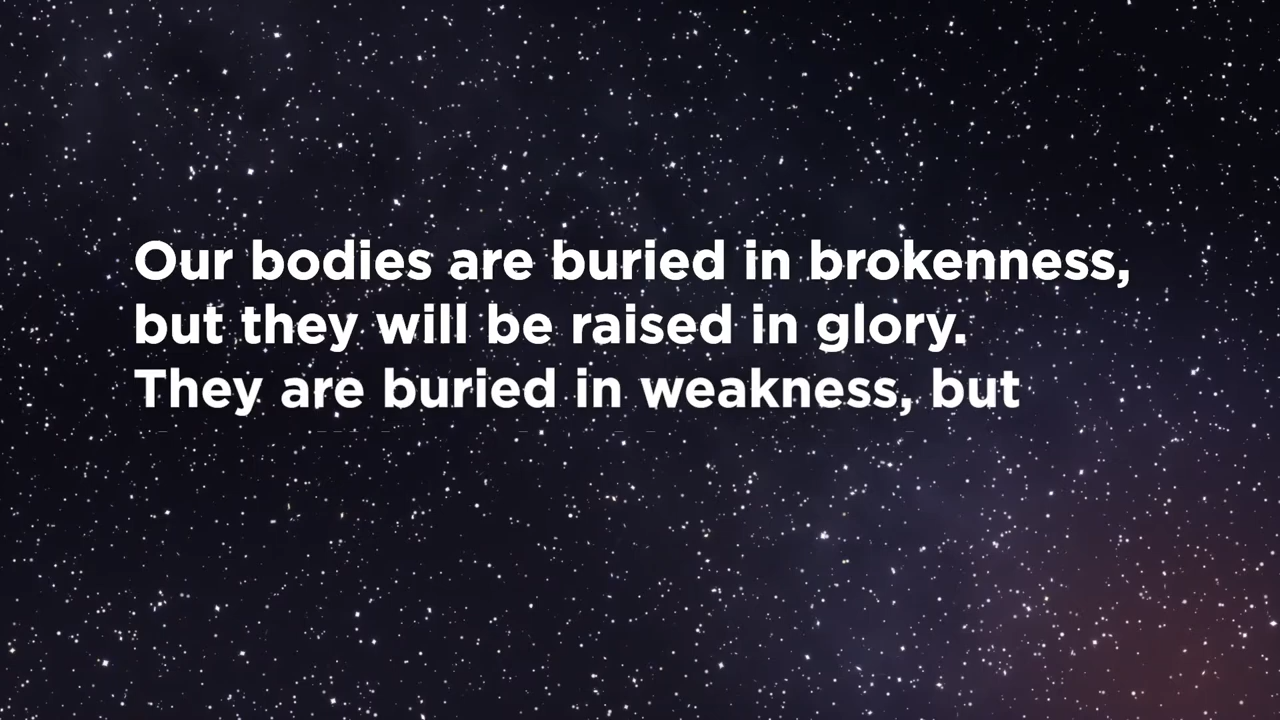 Our bodies are buried in brokenness,
but they will be raised in glory.
They are buried in weakness, but